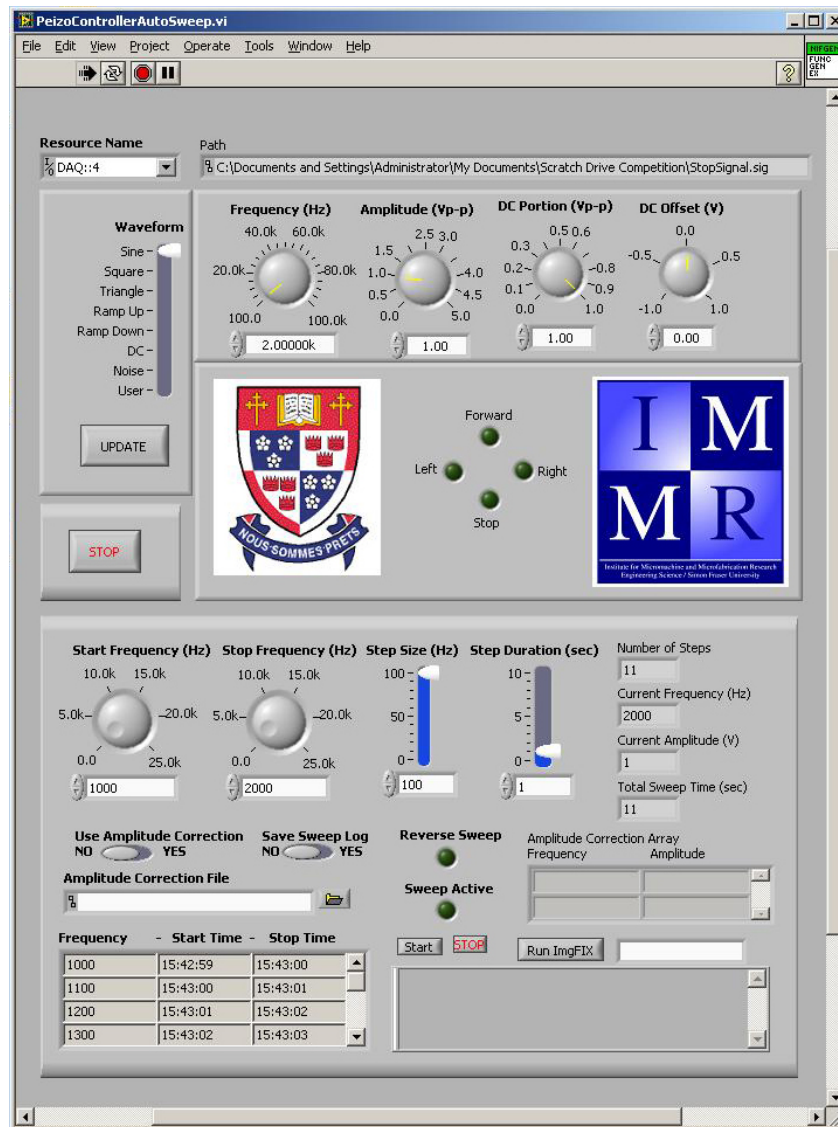 PeizoControllerAutoSweep.vi
File Edit View Project Operate Tools Window Help
NIFGEN
FUNC
GEN
EX
Resource Name
DAQ::4
Path
C:\Documents and Settings\Administrator\My Documents\Scratch Drive Competition\StopSignal.sig
Waveform
Sine
Square
Triangle
Ramp Up
Ramp Down
DC
Noise
User
UPDATE
STOP
Frequency (Hz) Amplitude (Vp-p) DC Portion (Vp-p) DC Offset (V)
40.0k 60.0k
20.0k 80.0k
100.0 100.0k
2.00000k
2.5 3.0
1.5
1.0 4.0
0.5 4.5
0.0 5.0
1.00
0.5 0.6
0.3
0.2 0.8
0.1 0.9
0.0 1.0
1.00
0.0
-0.5 0.5
-1.0 1.0
0.00
NOUS·SOMMES·PRETS
Forward
Left Right
Stop
I M
M R
Institute for Micromachine and Microfabrication Research
Engineering Science / Simon Fraser University
Start Frequency (Hz) Stop Frequency (Hz) Step Size (Hz) Step Duration (sec)
10.0k 15.0k
5.0k 20.0k
0.0 25.0k
1000
10.0k 15.0k
5.0k 20.0k
0.0 25.0k
2000
100
50
0
100
10
5
0
1
Number of Steps
11
Current Frequency (Hz)
2000
Current Amplitude (V)
1
Total Sweep Time (sec)
11
Use Amplitude Correction
NO YES
Save Sweep Log
NO YES
Reverse Sweep
Sweep Active
Amplitude Correction Array
Frequency Amplitude
Amplitude Correction File
Frequency - Start Time - Stop Time
1000 15:42:59 15:43:00
1100 15:43:00 15:43:01
1200 15:43:01 15:43:02
1300 15:43:02 15:43:03
Start STOP Run ImgFIX